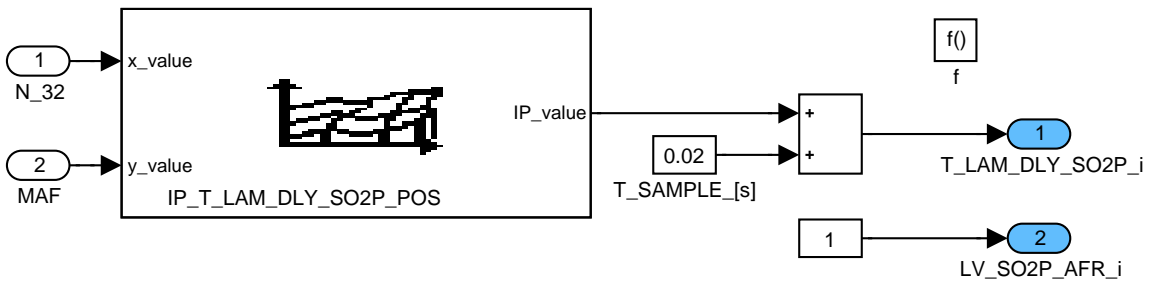 1
N_32
x_value
2
MAF
y_value
IP_value
IP_T_LAM_DLY_SO2P_POS
0.02
T_SAMPLE_[s]
+
+
f()
f
1
T_LAM_DLY_SO2P_i
1
2
LV_SO2P_AFR_i